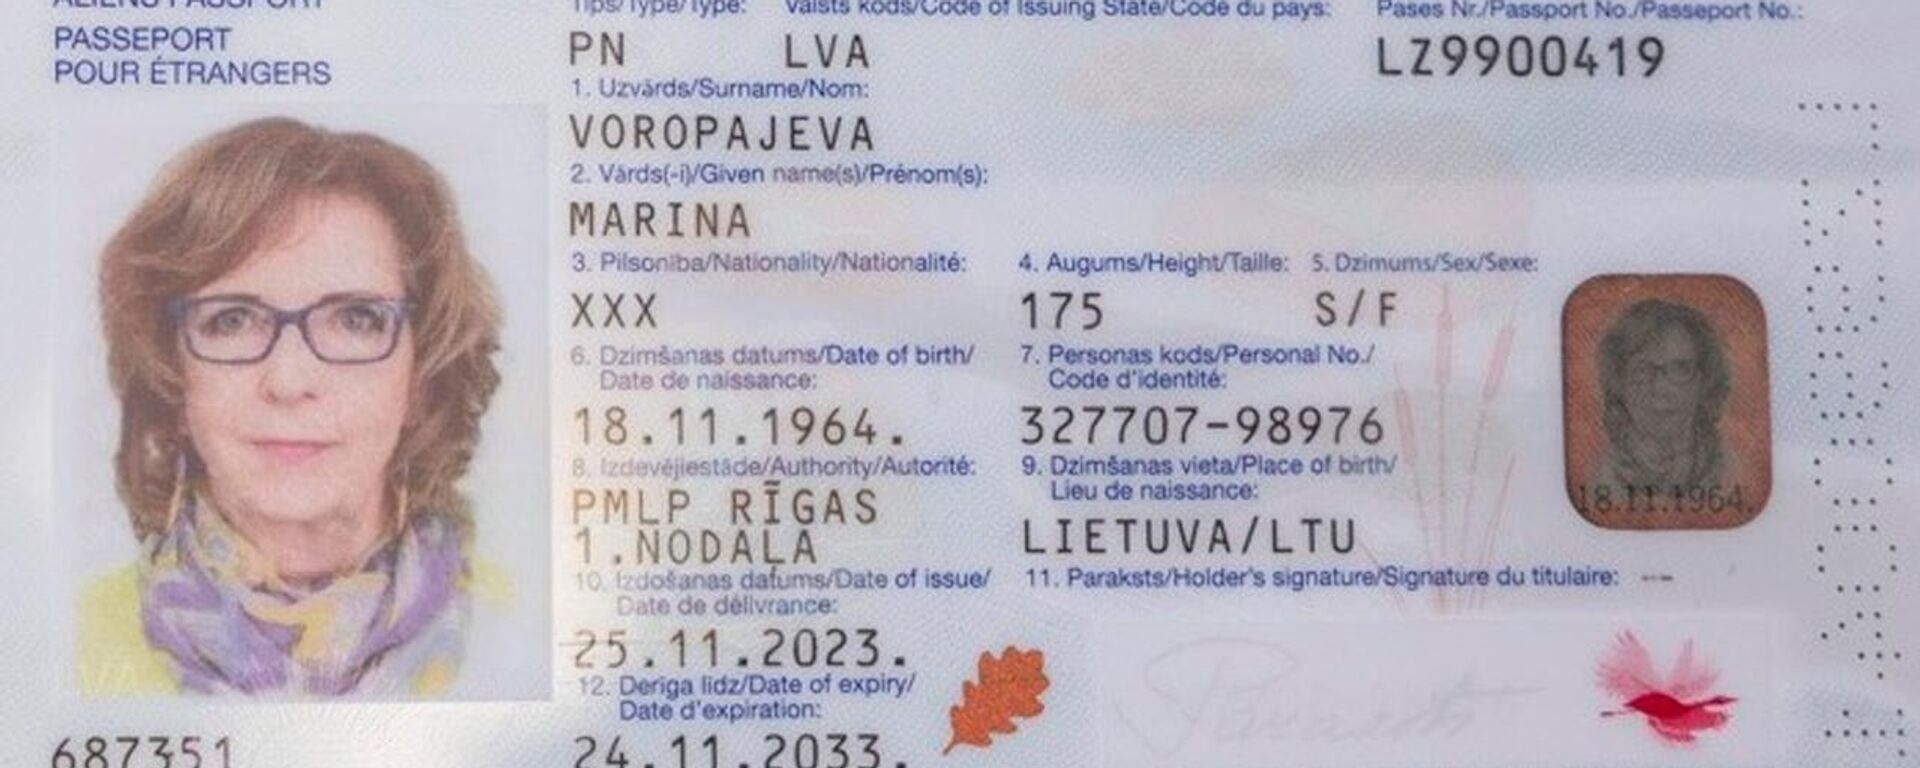 ALIENS PASSPORT
PASSEPORT
POUR ÉTRANGERS
Tips/Type/Type: Valsts kods/Code of Issuing State/Code du pays: Pases Nr./Passport No./Passeport No.:
PN LVA LZ9900419
1. Uzvārds/Surname/Nom:
VOROPAJEVA
2. Vārds(-i)/Given name(s)/Prénom(s):
MARINA
3. Pilsonība/Nationality/Nationalité: 4. Augums/Height/Taille: 5. Dzimums/Sex/Sexe:
XXX 175 S/F
6. Dzimšanas datums/Date of birth/ 7. Personas kods/Personal No./
Date de naissance: Code d'identité:
18.11.1964. 327707-98976
8. Izdevējiestāde/Authority/Autorité: 9. Dzimšanas vieta/Place of birth/
Lieu de naissance:
PMLP RĪGAS
1.NODAĻA
LIETUVA/LTU
18.11.1964.
10. Izdošanas datums/Date of issue/ 11. Paraksts/Holder's signature/Signature du titulaire:
Date de délivrance:
25.11.2023.
12. Derīga līdz/Date of expiry/
Date d'expiration:
Paraksts
687351 24.11.2033.